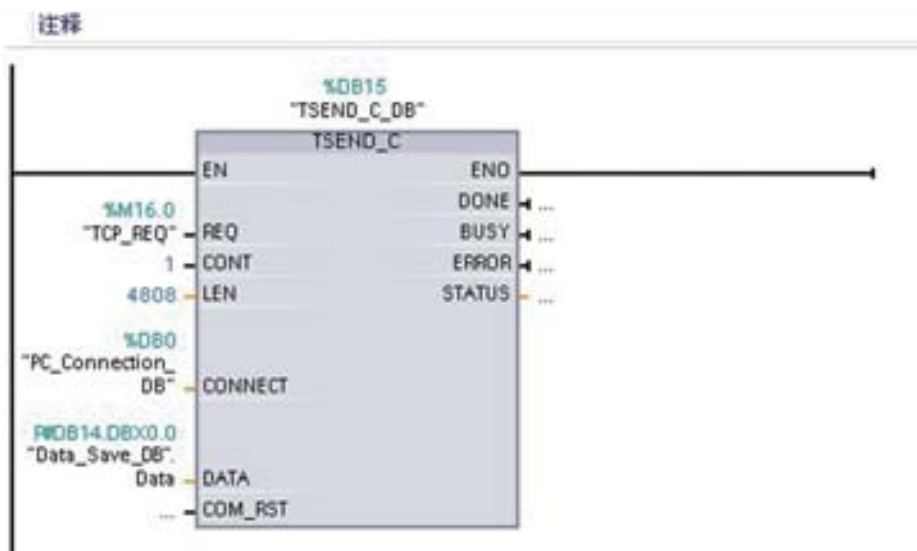 注释
%DB15
"TSEND_C_DB"
TSEND_C
EN ENO
DONE ...
%M16.0
"TCP_REQ" REQ BUSY ...
1 CONT ERROR ...
4808 LEN STATUS ...
%DB0
"PC_Connection_
DB" CONNECT
P#DB14.DBX0.0
"Data_Save_DB".
Data DATA
... COM_RST